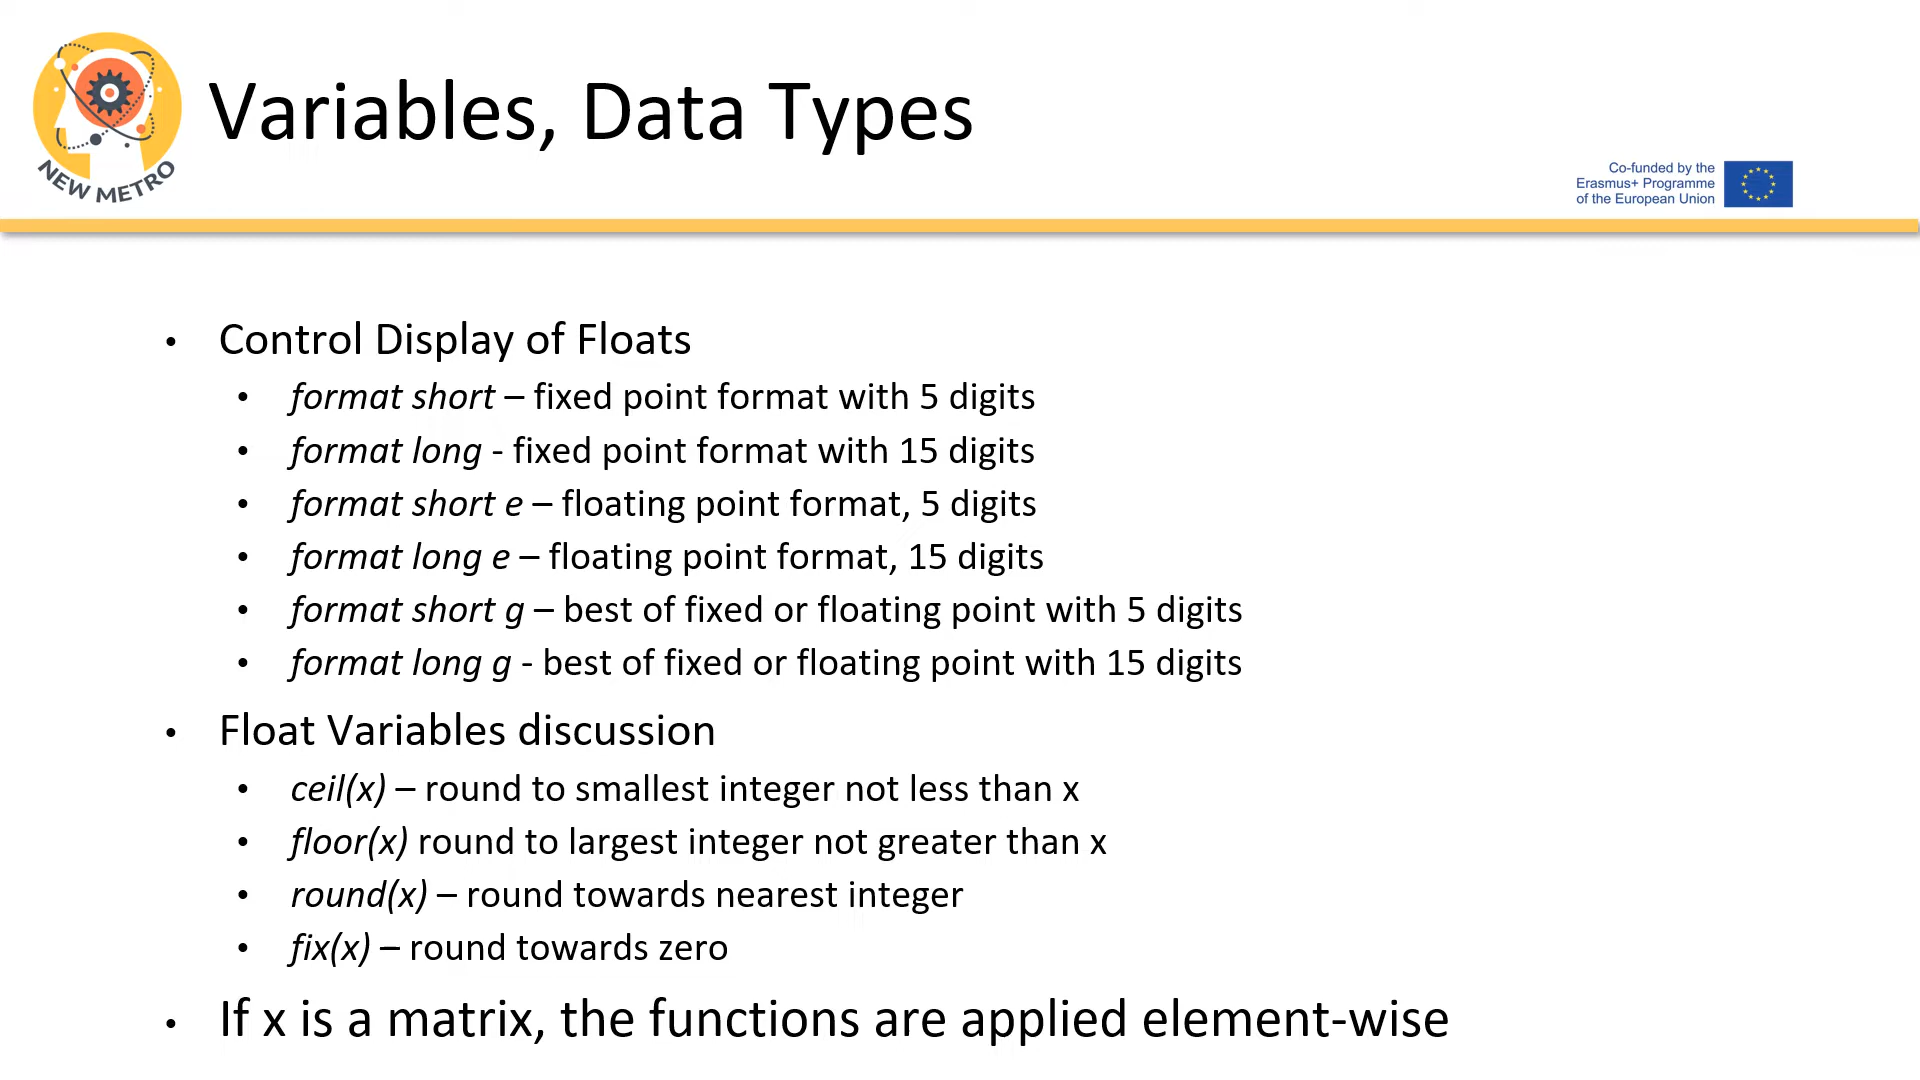 NEW METRO
Variables, Data Types
Co-funded by the
Erasmus+ Programme
of the European Union
• Control Display of Floats
• format short – fixed point format with 5 digits
• format long - fixed point format with 15 digits
• format short e – floating point format, 5 digits
• format long e – floating point format, 15 digits
• format short g – best of fixed or floating point with 5 digits
• format long g - best of fixed or floating point with 15 digits
• Float Variables discussion
• ceil(x) – round to smallest integer not less than x
• floor(x) round to largest integer not greater than x
• round(x) – round towards nearest integer
• fix(x) – round towards zero
• If x is a matrix, the functions are applied element-wise